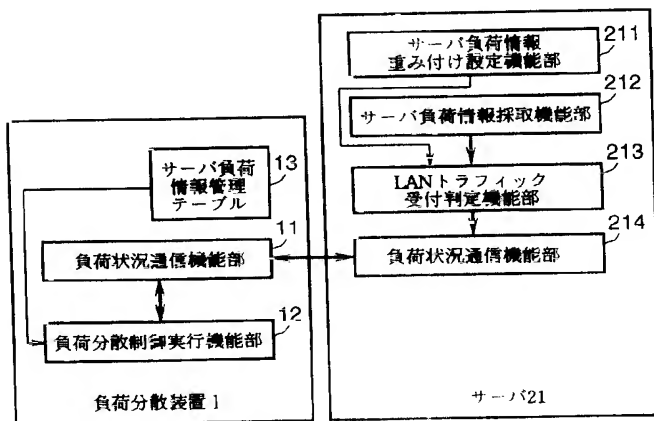 サーバ負荷情報
重み付け設定機能部
211
サーバ負荷情報採取機能部
212
LANトラフィック
受付判定機能部
213
負荷状況通信機能部
214
サーバ21
サーバ負荷
情報管理
テーブル
13
負荷状況通信機能部
11
負荷分散制御実行機能部
12
負荷分散装置1